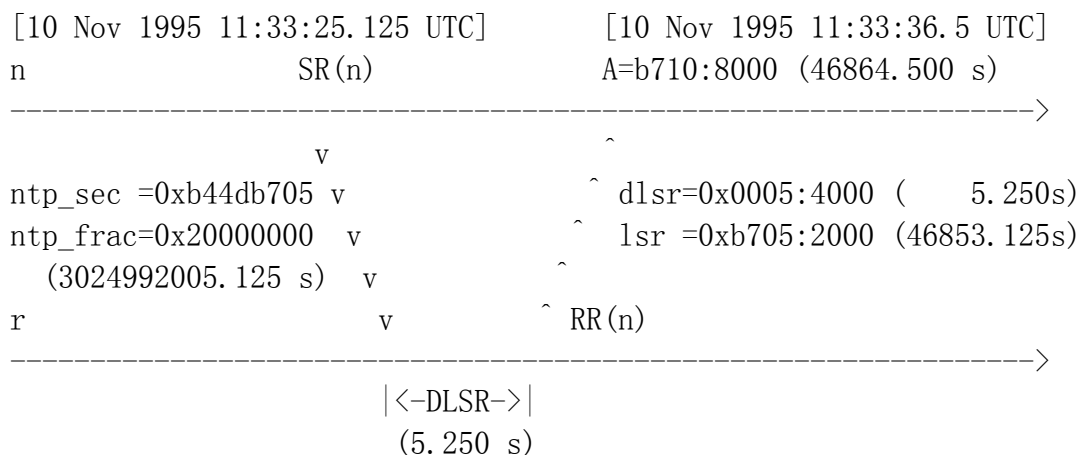 [10 Nov 1995 11:33:25.125 UTC]       [10 Nov 1995 11:33:36.5 UTC]
n                 SR(n)              A=b710:8000 (46864.500 s)
---------------------------------------------------------------->
                   v                 ^
ntp_sec =0xb44db705 v               ^ dlsr=0x0005:4000 (    5.250s)
ntp_frac=0x20000000  v             ^  lsr =0xb705:2000 (46853.125s)
  (3024992005.125 s)  v           ^
r                      v         ^ RR(n)
---------------------------------------------------------------->
                       |<-DLSR->|
                        (5.250 s)